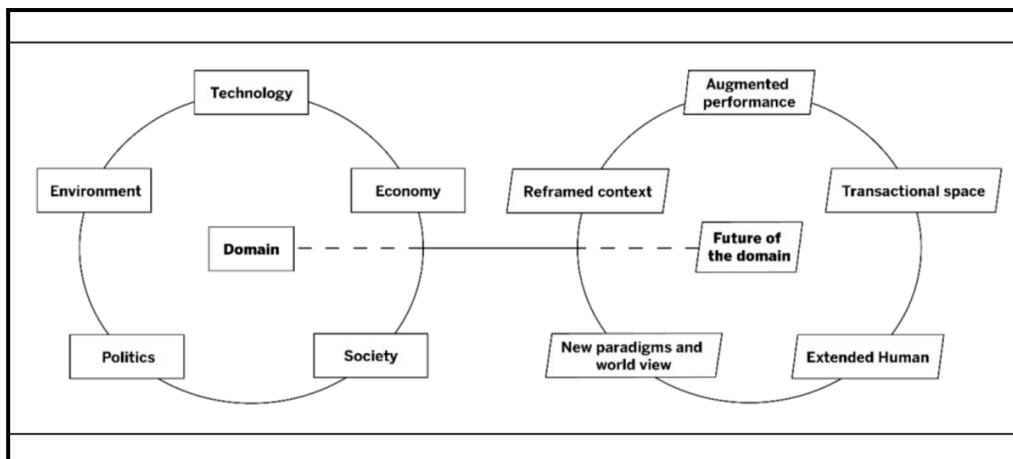 Technology
Environment
Economy
Domain
Politics
Society
Augmented
performance
Reframed context
Transactional space
Future of
the domain
New paradigms and
world view
Extended Human